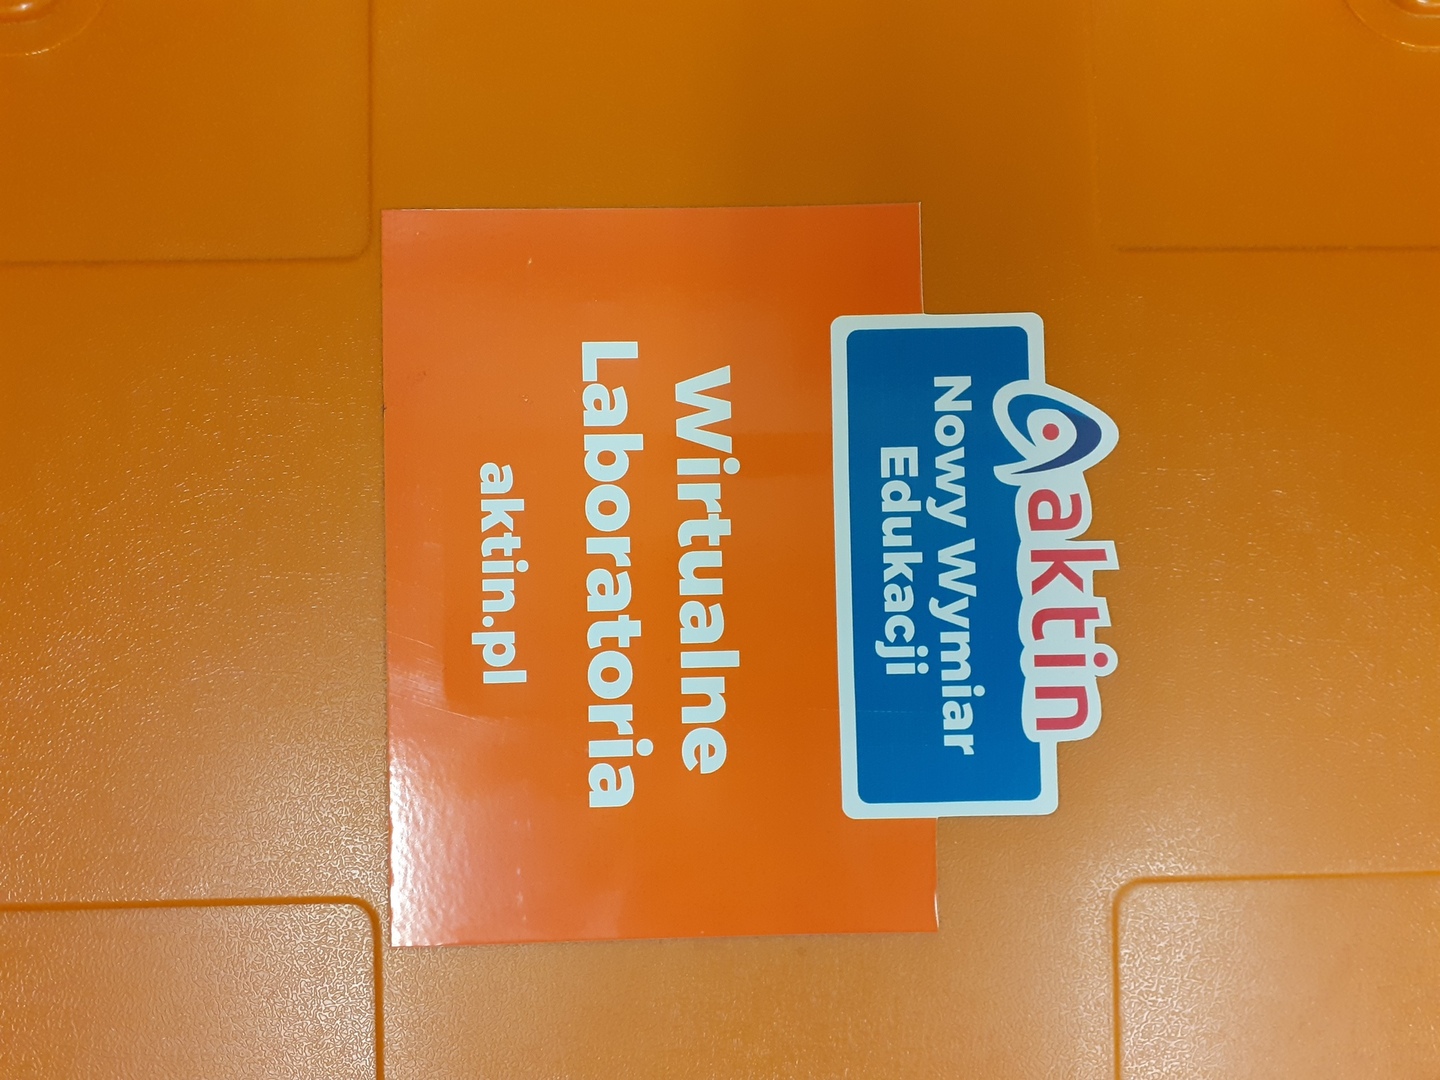 aktin
Nowy Wymiar
Edukacji
Wirtualne
Laboratoria
aktin.pl